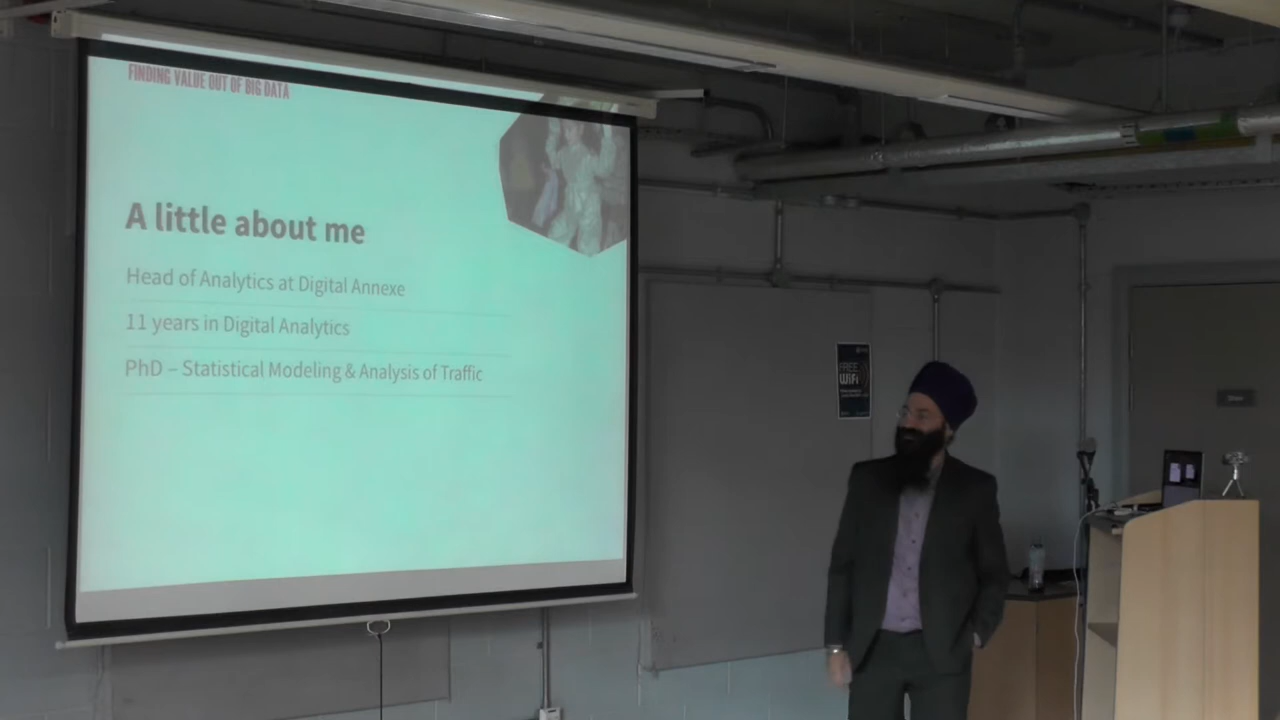 FINDING VALUE OUT OF BIG DATA
A little about me
Head of Analytics at Digital Annexe
11 years in Digital Analytics
PhD – Statistical Modeling & Analysis of Traffic
FREE
WiFi